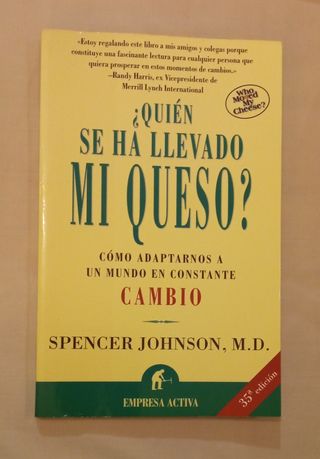 «Estoy regalando este libro a mis amigos y colegas porque
constituye una fascinante lectura para cualquier persona que
quiera prosperar en estos momentos de cambios.»
—Randy Harris, ex Vicepresidente de
Merrill Lynch International
Who
Moved
My
Cheese?
¿QUIÉN
SE HA LLEVADO
MI QUESO?
CÓMO ADAPTARNOS A
UN MUNDO EN CONSTANTE
CAMBIO
SPENCER JOHNSON, M.D.
EMPRESA ACTIVA
35ª edición